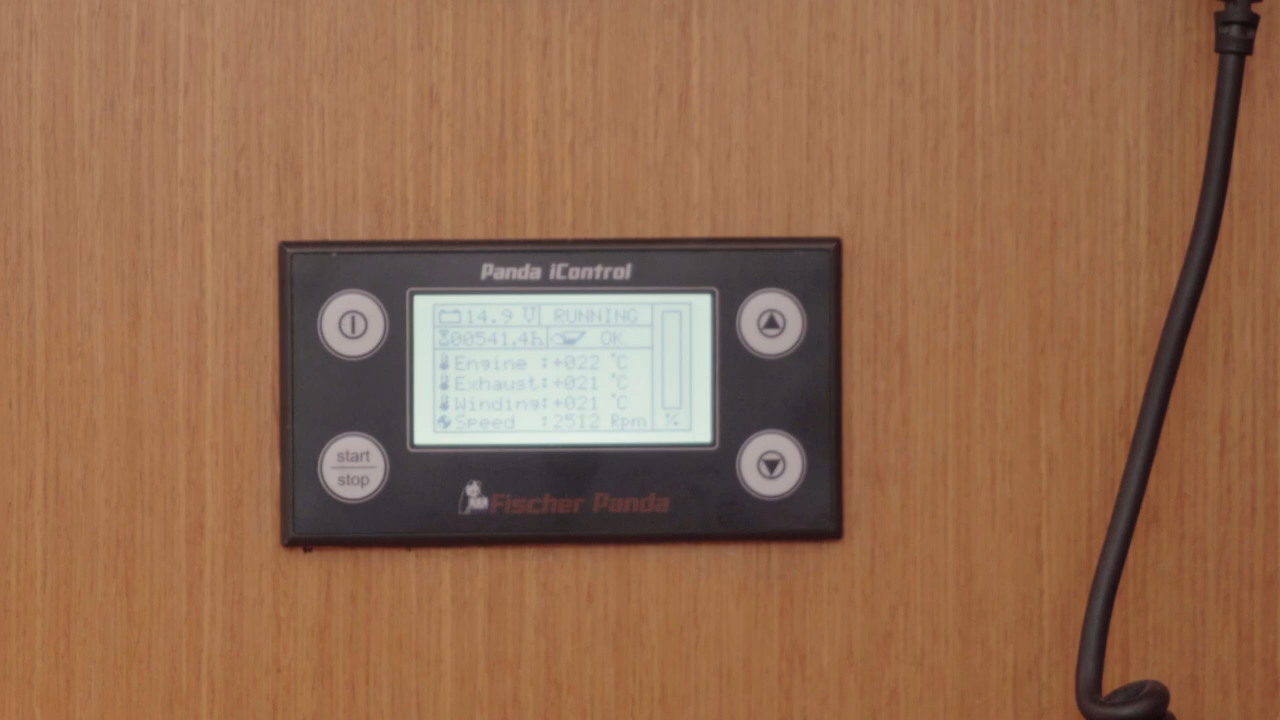 Panda iControl
14.9 V RUNNING
00541.4h OK
Engine :+022 °C
Exhaust:+021 °C
Winding:+021 °C
Speed :2512 Rpm %
start
stop
Fischer Panda